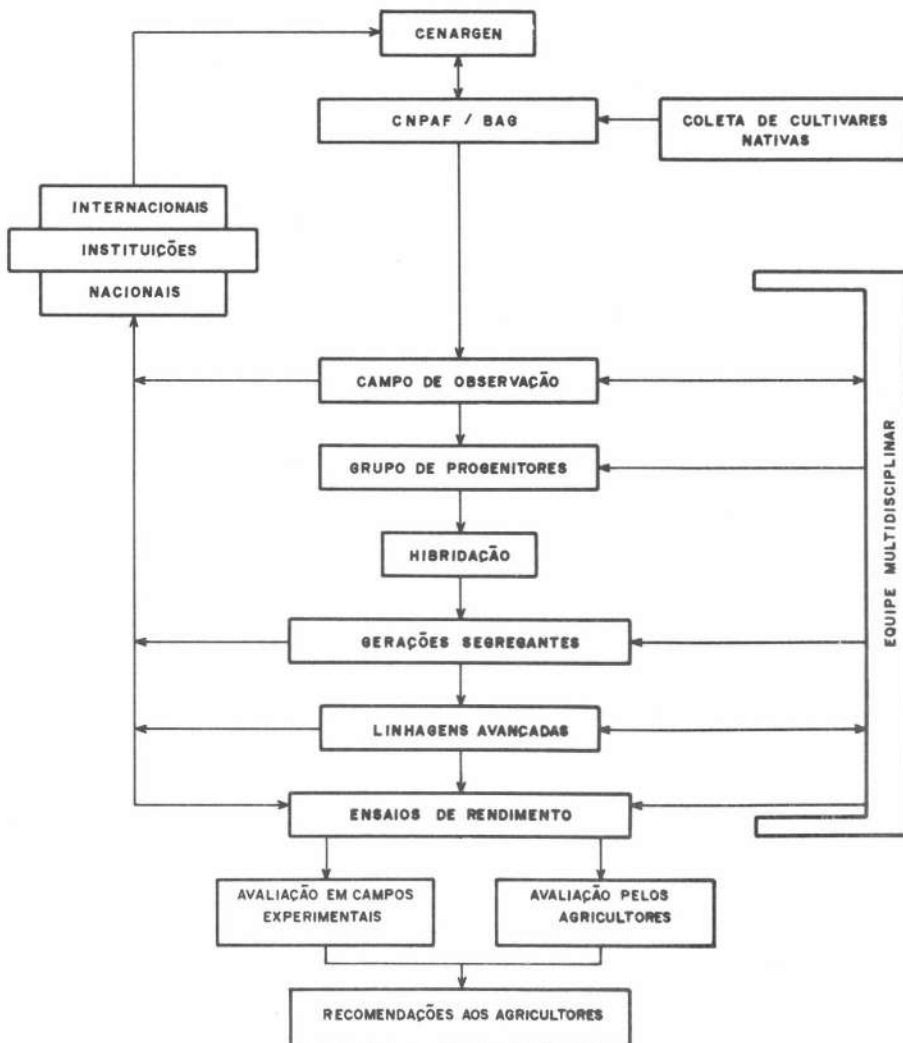 CENARGEN
CNPAF / BAG
COLETA DE CULTIVARES
NATIVAS
INTERNACIONAIS
INSTITUIÇÕES
NACIONAIS
CAMPO DE OBSERVAÇÃO
GRUPO DE PROGENITORES
HIBRIDAÇÃO
GERAÇÕES SEGREGANTES
LINHAGENS AVANÇADAS
ENSAIOS DE RENDIMENTO
EQUIPE MULTIDISCIPLINAR
AVALIAÇÃO EM CAMPOS
EXPERIMENTAIS
AVALIAÇÃO PELOS
AGRICULTORES
RECOMENDAÇÕES AOS AGRICULTORES